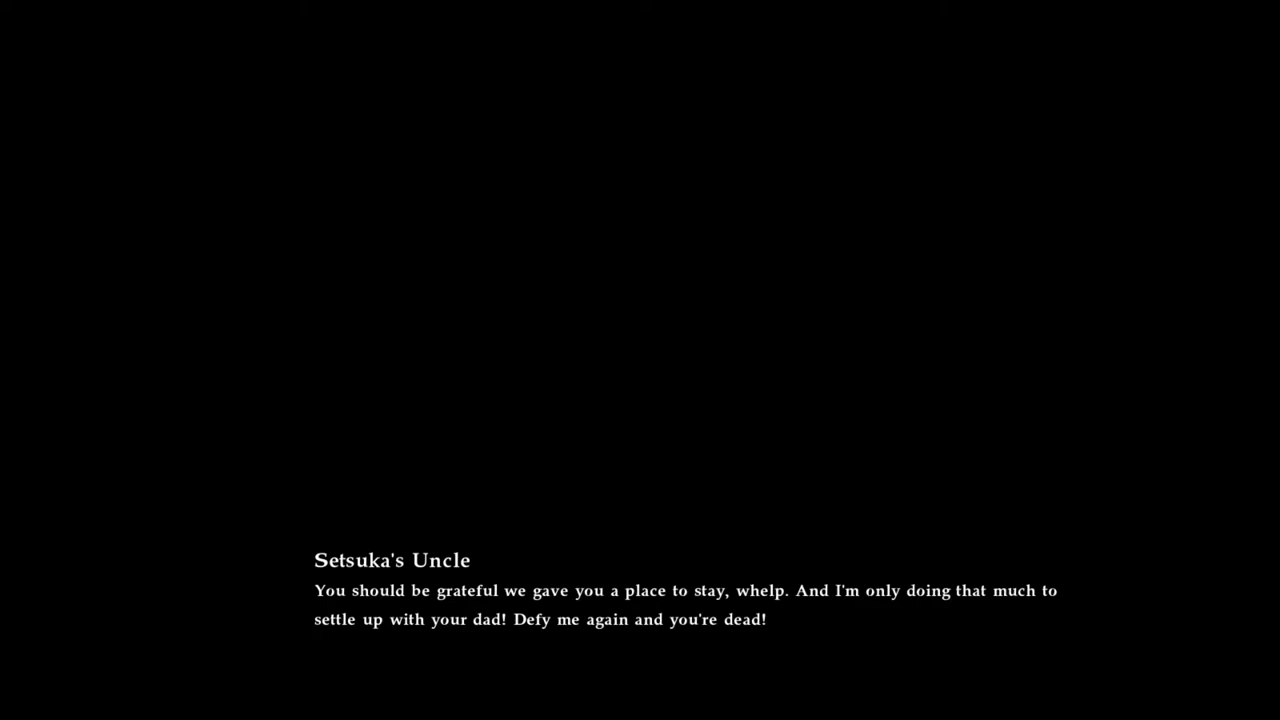 Setsuka's Uncle
You should be grateful we gave you a place to stay, whelp. And I'm only doing that much to
settle up with your dad! Defy me again and you're dead!